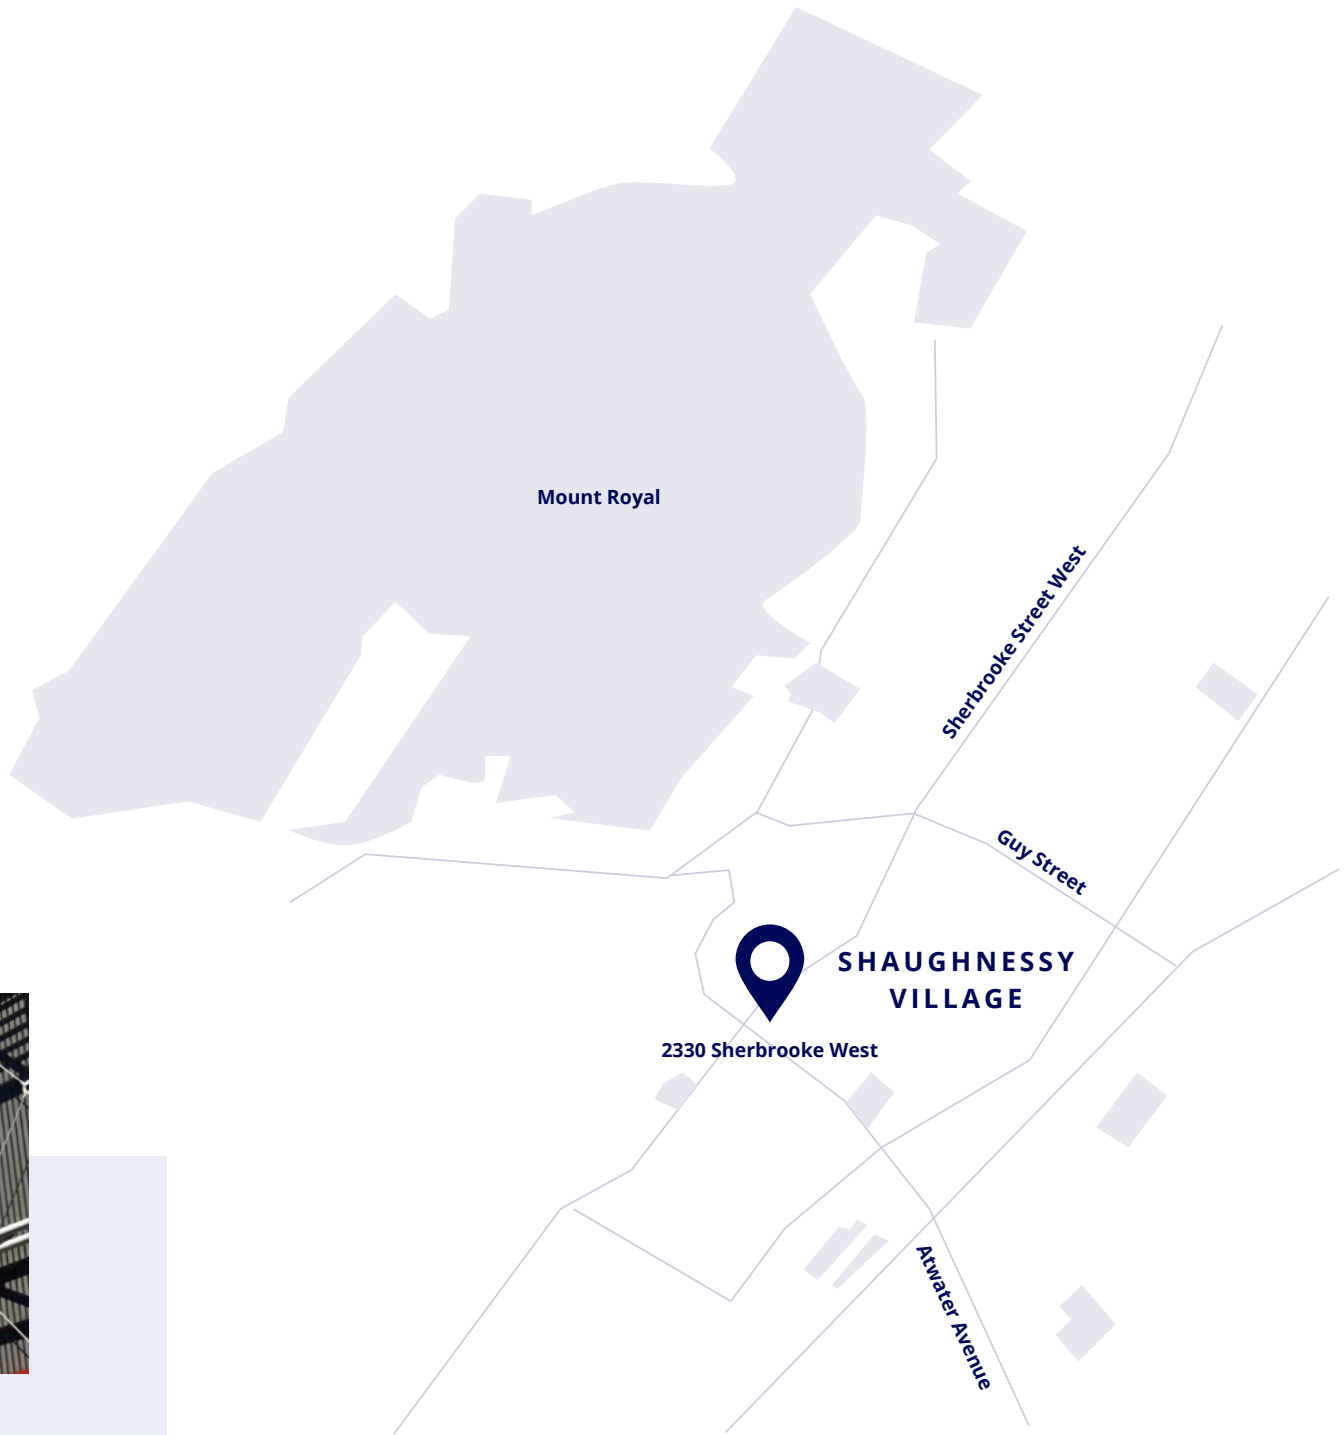 Mount Royal
Sherbrooke Street West
Guy Street
SHAUGHNESSY
VILLAGE
2330 Sherbrooke West
Atwater Avenue